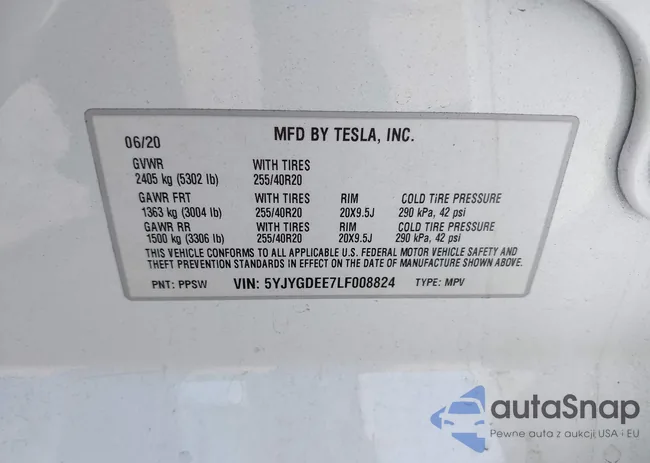 06/20 MFD BY TESLA, INC.
GVWR WITH TIRES
2405 kg (5302 lb) 255/40R20
GAWR FRT WITH TIRES RIM COLD TIRE PRESSURE
1363 kg (3004 lb) 255/40R20 20X9.5J 290 kPa, 42 psi
GAWR RR WITH TIRES RIM COLD TIRE PRESSURE
1500 kg (3306 lb) 255/40R20 20X9.5J 290 kPa, 42 psi
THIS VEHICLE CONFORMS TO ALL APPLICABLE U.S. FEDERAL MOTOR VEHICLE SAFETY AND
THEFT PREVENTION STANDARDS IN EFFECT ON THE DATE OF MANUFACTURE SHOWN ABOVE.
PNT: PPSW VIN: 5YJYGDEE7LF008824 TYPE: MPV
autaSnap
Pewne auta z aukcji USA i EU